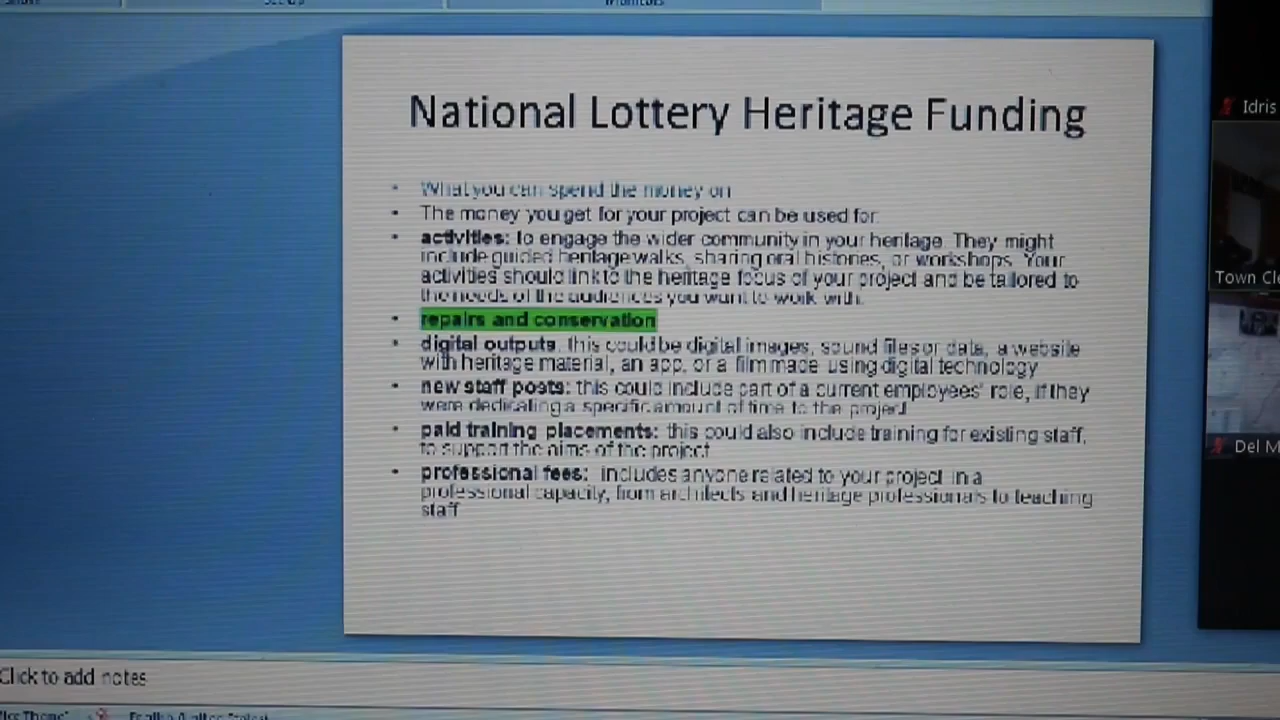 National Lottery Heritage Funding
• What you can spend the money on
• The money you get for your project can be used for:
• activities: to engage the wider community in your heritage. They might
include guided heritage walks, sharing oral histories, or workshops. Your
activities should link to the heritage focus of your project and be tailored to
the needs of the audiences you want to work with.
• repairs and conservation
• digital outputs, this could be digital images, sound files or data, a website
with heritage material, an app, or a film made using digital technology
• new staff posts: this could include part of a current employees' role, if they
were dedicating a specific amount of time to the project
• paid training placements: this could also include training for existing staff,
to support the aims of the project
• professional fees: includes anyone related to your project in a
professional capacity, from architects and heritage professionals to teaching
staff
Idris
Town Cle
Del M
Click to add notes